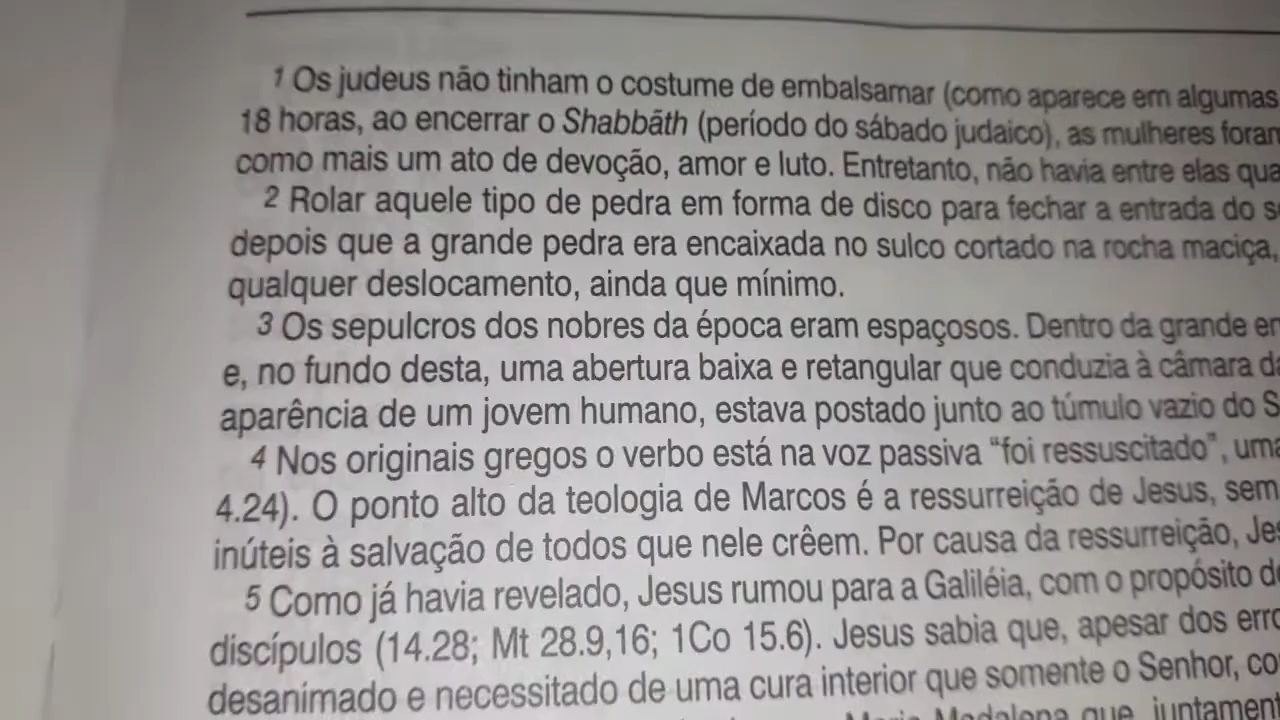 1 Os judeus não tinham o costume de embalsamar (como aparece em algumas
18 horas, ao encerrar o Shabbāth (período do sábado judaico), as mulheres foram
como mais um ato de devoção, amor e luto. Entretanto, não havia entre elas
2 Rolar aquele tipo de pedra em forma de disco para fechar a entrada do
depois que a grande pedra era encaixada no sulco cortado na rocha maciça,
qualquer deslocamento, ainda que mínimo.
3 Os sepulcros dos nobres da época eram espaçosos. Dentro da grande
e, no fundo desta, uma abertura baixa e retangular que conduzia à câmara
aparência de um jovem humano, estava postado junto ao túmulo vazio do
4 Nos originais gregos o verbo está na voz passiva “foi ressuscitado”, uma
4.24). O ponto alto da teologia de Marcos é a ressurreição de Jesus, sem
inúteis à salvação de todos que nele crêem. Por causa da ressurreição,
5 Como já havia revelado, Jesus rumou para a Galiléia, com o propósito
discípulos (14.28; Mt 28.9,16; 1Co 15.6). Jesus sabia que, apesar dos
desanimado e necessitado de uma cura interior que somente o Senhor,
Madalena que, juntament